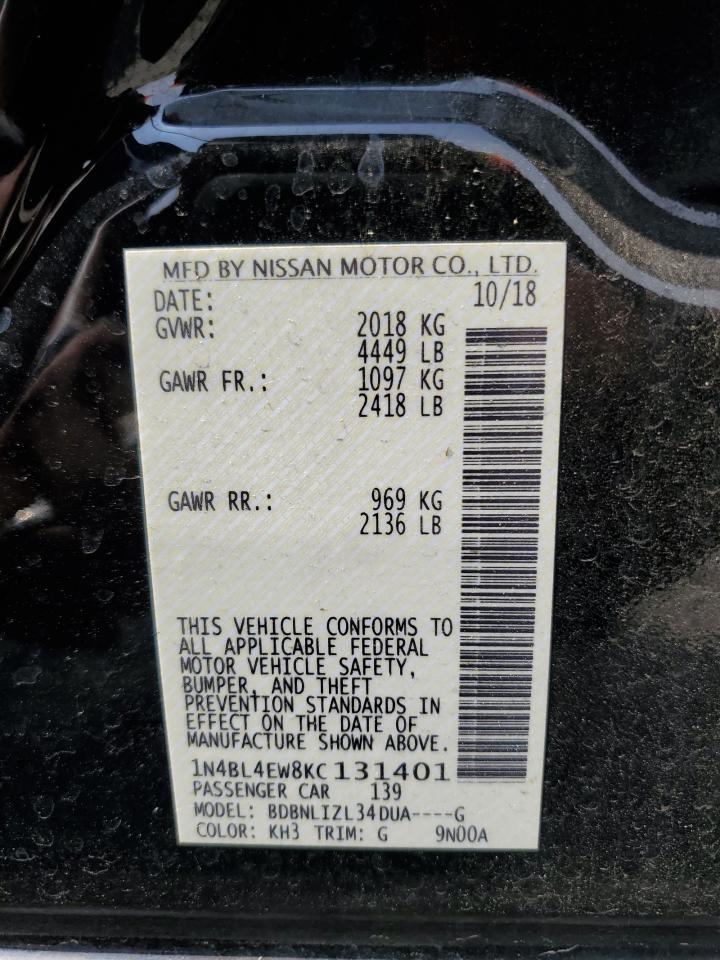 MFD BY NISSAN MOTOR CO., LTD.
DATE: 10/18
GVWR: 2018 KG
4449 LB
GAWR FR.: 1097 KG
2418 LB
GAWR RR.: 969 KG
2136 LB
THIS VEHICLE CONFORMS TO
ALL APPLICABLE FEDERAL
MOTOR VEHICLE SAFETY,
BUMPER, AND THEFT
PREVENTION STANDARDS IN
EFFECT ON THE DATE OF
MANUFACTURE SHOWN ABOVE.
1N4BL4EW8KC131401
PASSENGER CAR 139
MODEL: BDBNLIZL34DUA----G
COLOR: KH3 TRIM: G 9N00A